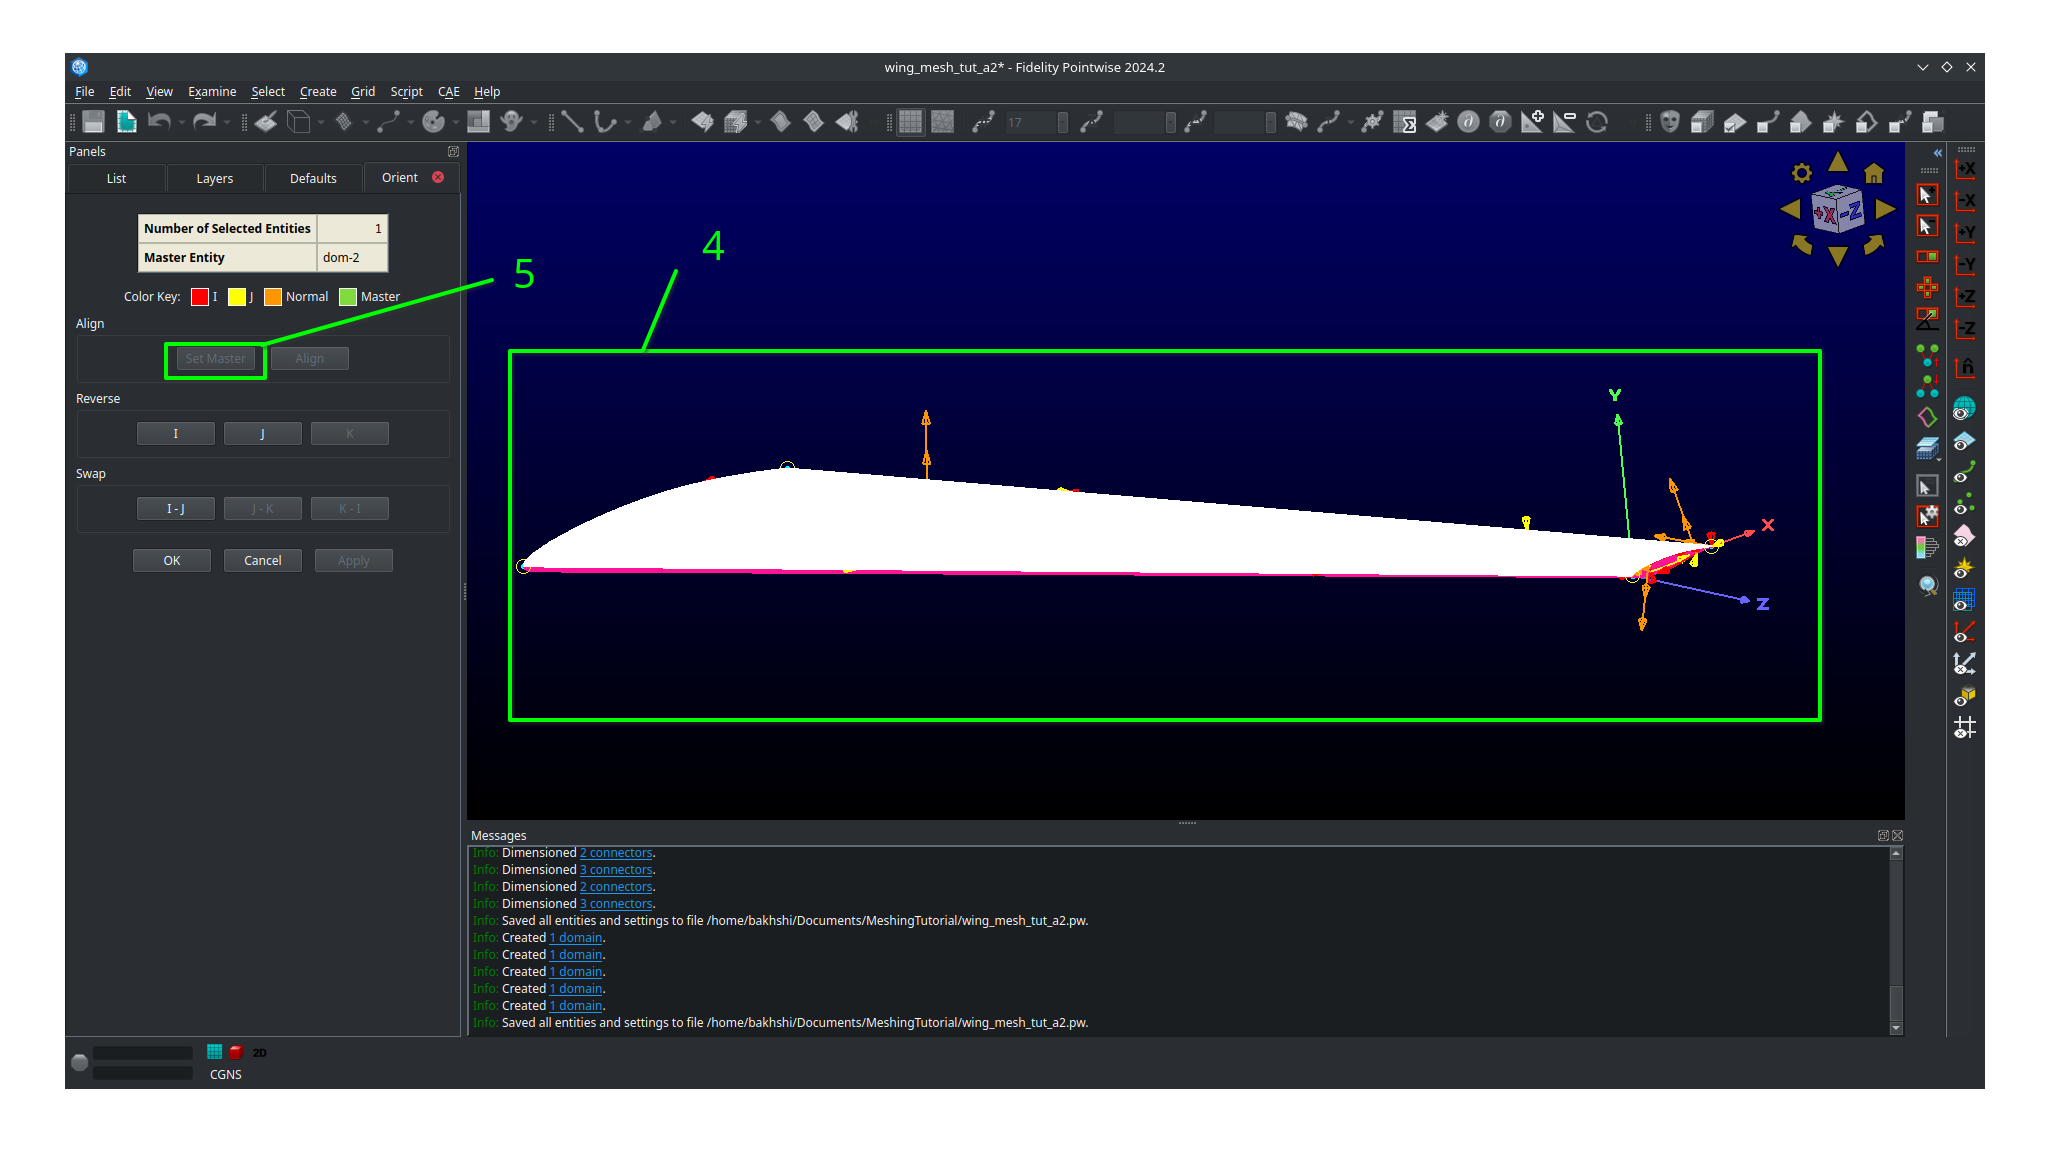 wing_mesh_tut_a2* - Fidelity Pointwise 2024.2
File Edit View Examine Select Create Grid Script CAE Help
17
Panels
List Layers Defaults Orient
Number of Selected Entities 1
Master Entity dom-2
Color Key: I J Normal Master
Align
Set Master Align
Reverse
I J K
Swap
I - J J - K K - I
OK Cancel Apply
5
4
Y
X
Z
+X -Z
+X
-X
+Y
-Y
+Z
-Z
n̂
Messages
Info: Dimensioned 2 connectors.
Info: Dimensioned 3 connectors.
Info: Dimensioned 2 connectors.
Info: Dimensioned 3 connectors.
Info: Saved all entities and settings to file /home/bakhshi/Documents/MeshingTutorial/wing_mesh_tut_a2.pw.
Info: Created 1 domain.
Info: Created 1 domain.
Info: Created 1 domain.
Info: Created 1 domain.
Info: Created 1 domain.
Info: Saved all entities and settings to file /home/bakhshi/Documents/MeshingTutorial/wing_mesh_tut_a2.pw.
2D
CGNS